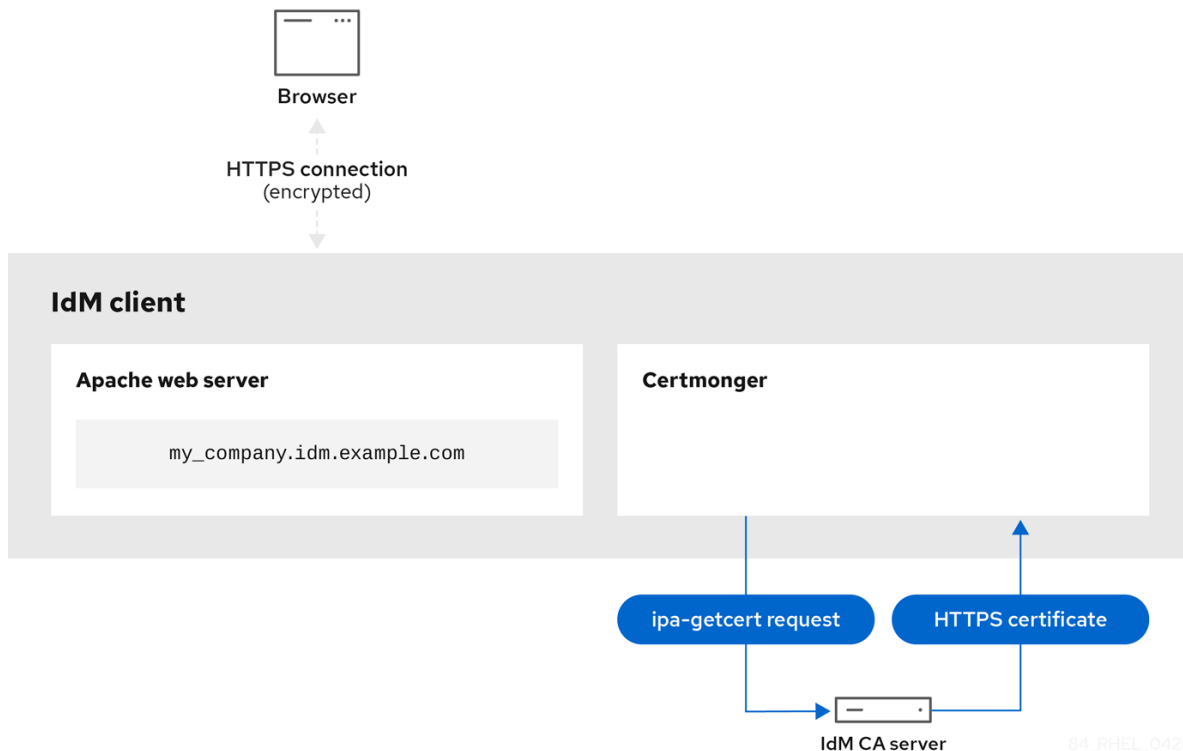 Browser
HTTPS connection
(encrypted)
IdM client
Apache web server
my_company.idm.example.com
Certmonger
ipa-getcert request
HTTPS certificate
IdM CA server